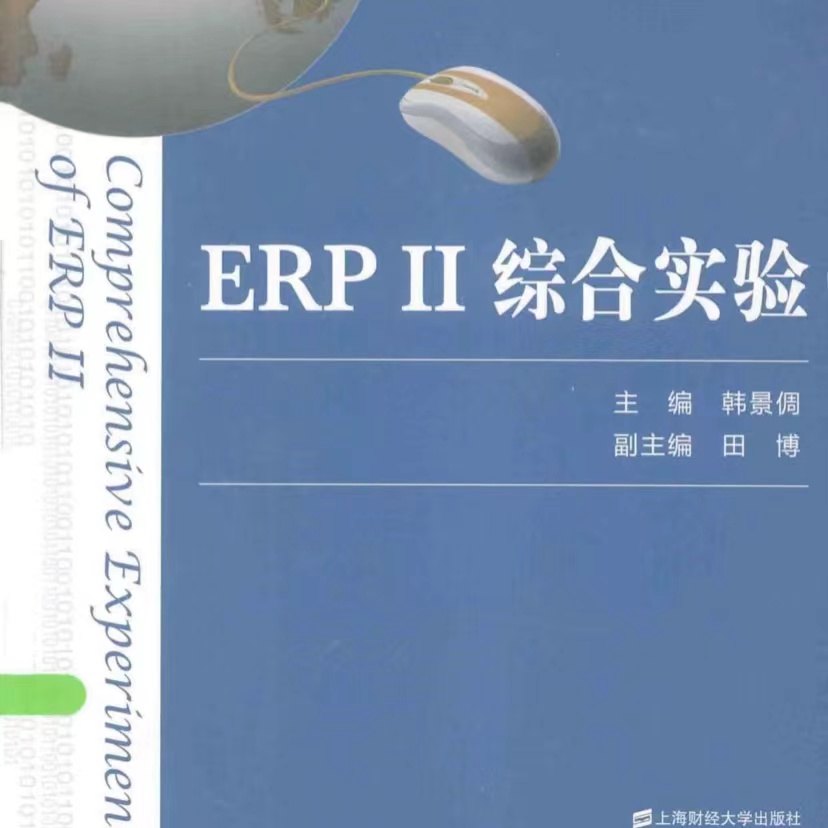 Comprehensive Experimen
of ERP II
ERP II 综合实验
主 编 韩景倜
副主编 田 博
上海财经大学出版社